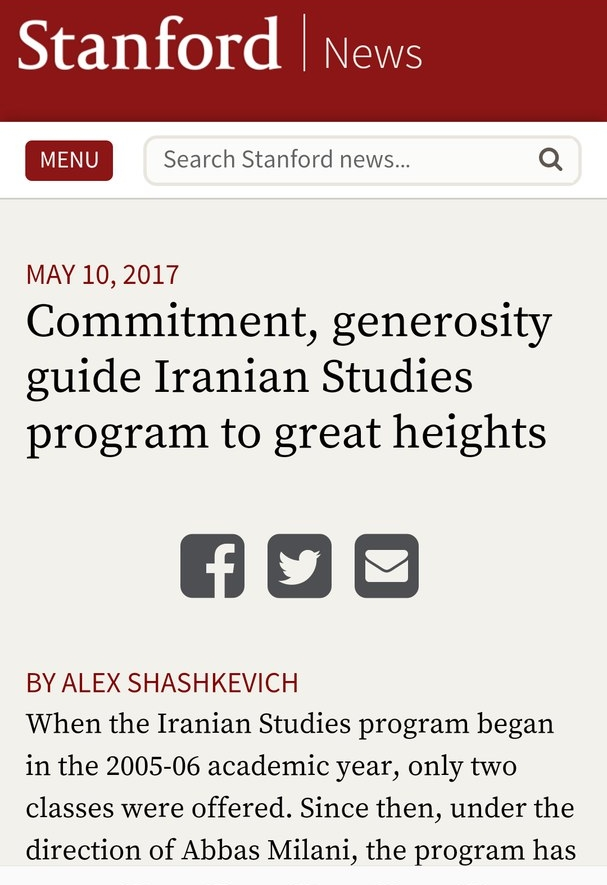 Stanford | News
MENU
Search Stanford news...
MAY 10, 2017
Commitment, generosity
guide Iranian Studies
program to great heights
BY ALEX SHASHKEVICH
When the Iranian Studies program began
in the 2005-06 academic year, only two
classes were offered. Since then, under the
direction of Abbas Milani, the program has